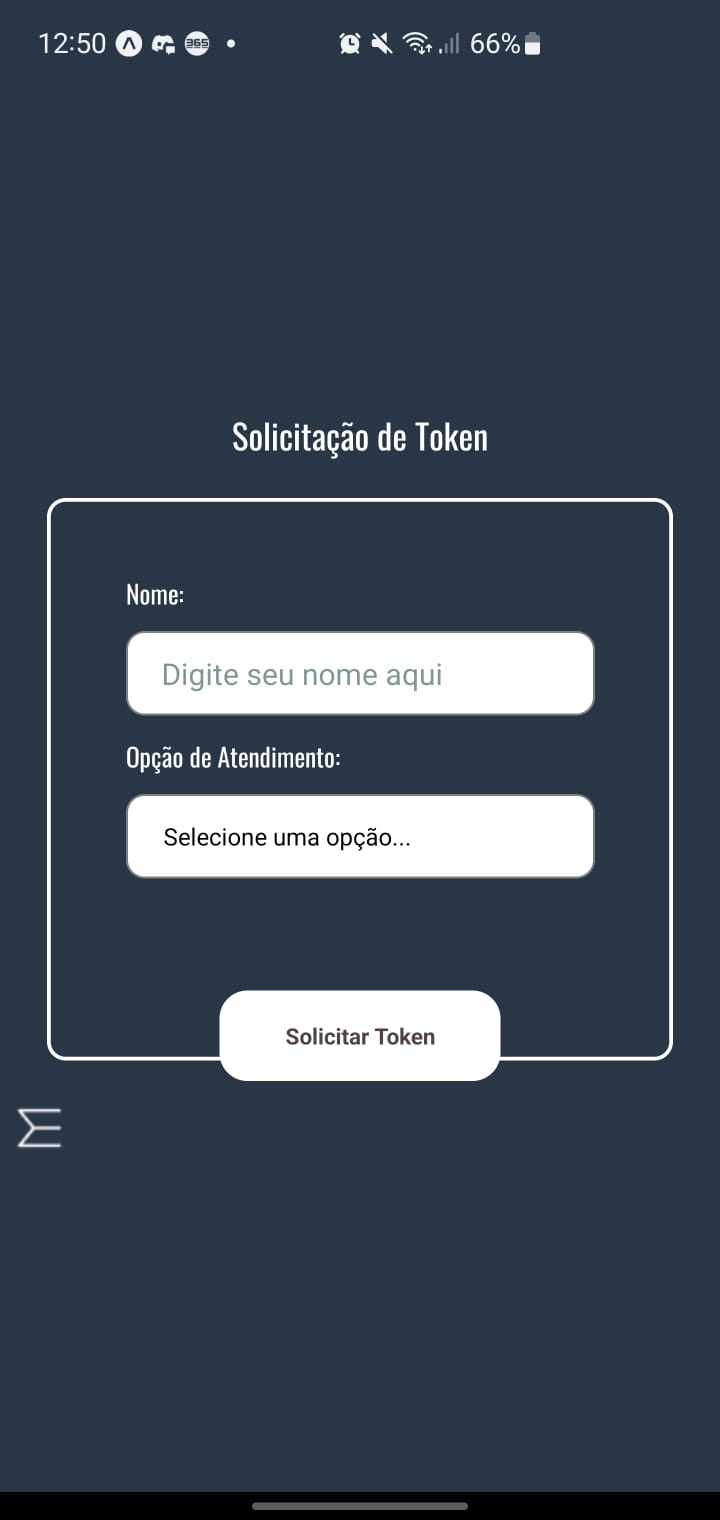 12:50 365 66%
Solicitação de Token
Nome:
Digite seu nome aqui
Opção de Atendimento:
Selecione uma opção...
Solicitar Token